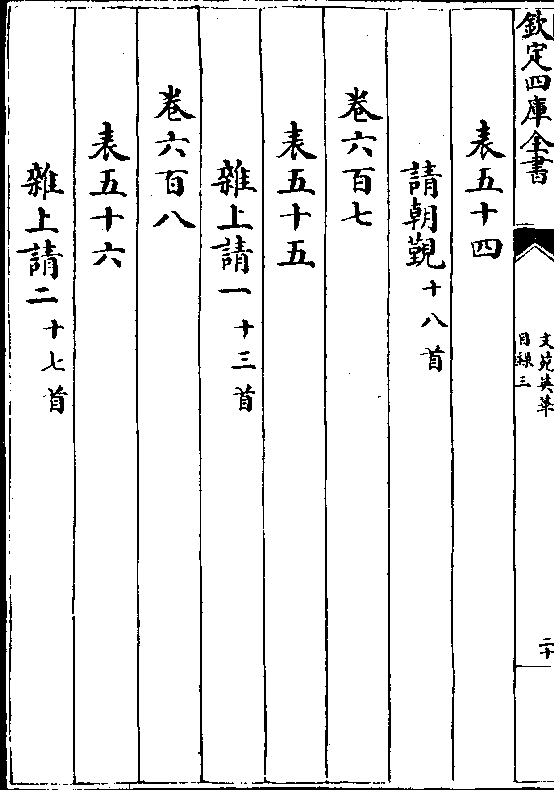 欽定四庫全書
文苑英華
目録三
二十
表五十四
請朝覲十八首
卷六百七
表五十五
雜上請一十三首
卷六百八
表五十六
雜上請二十七首